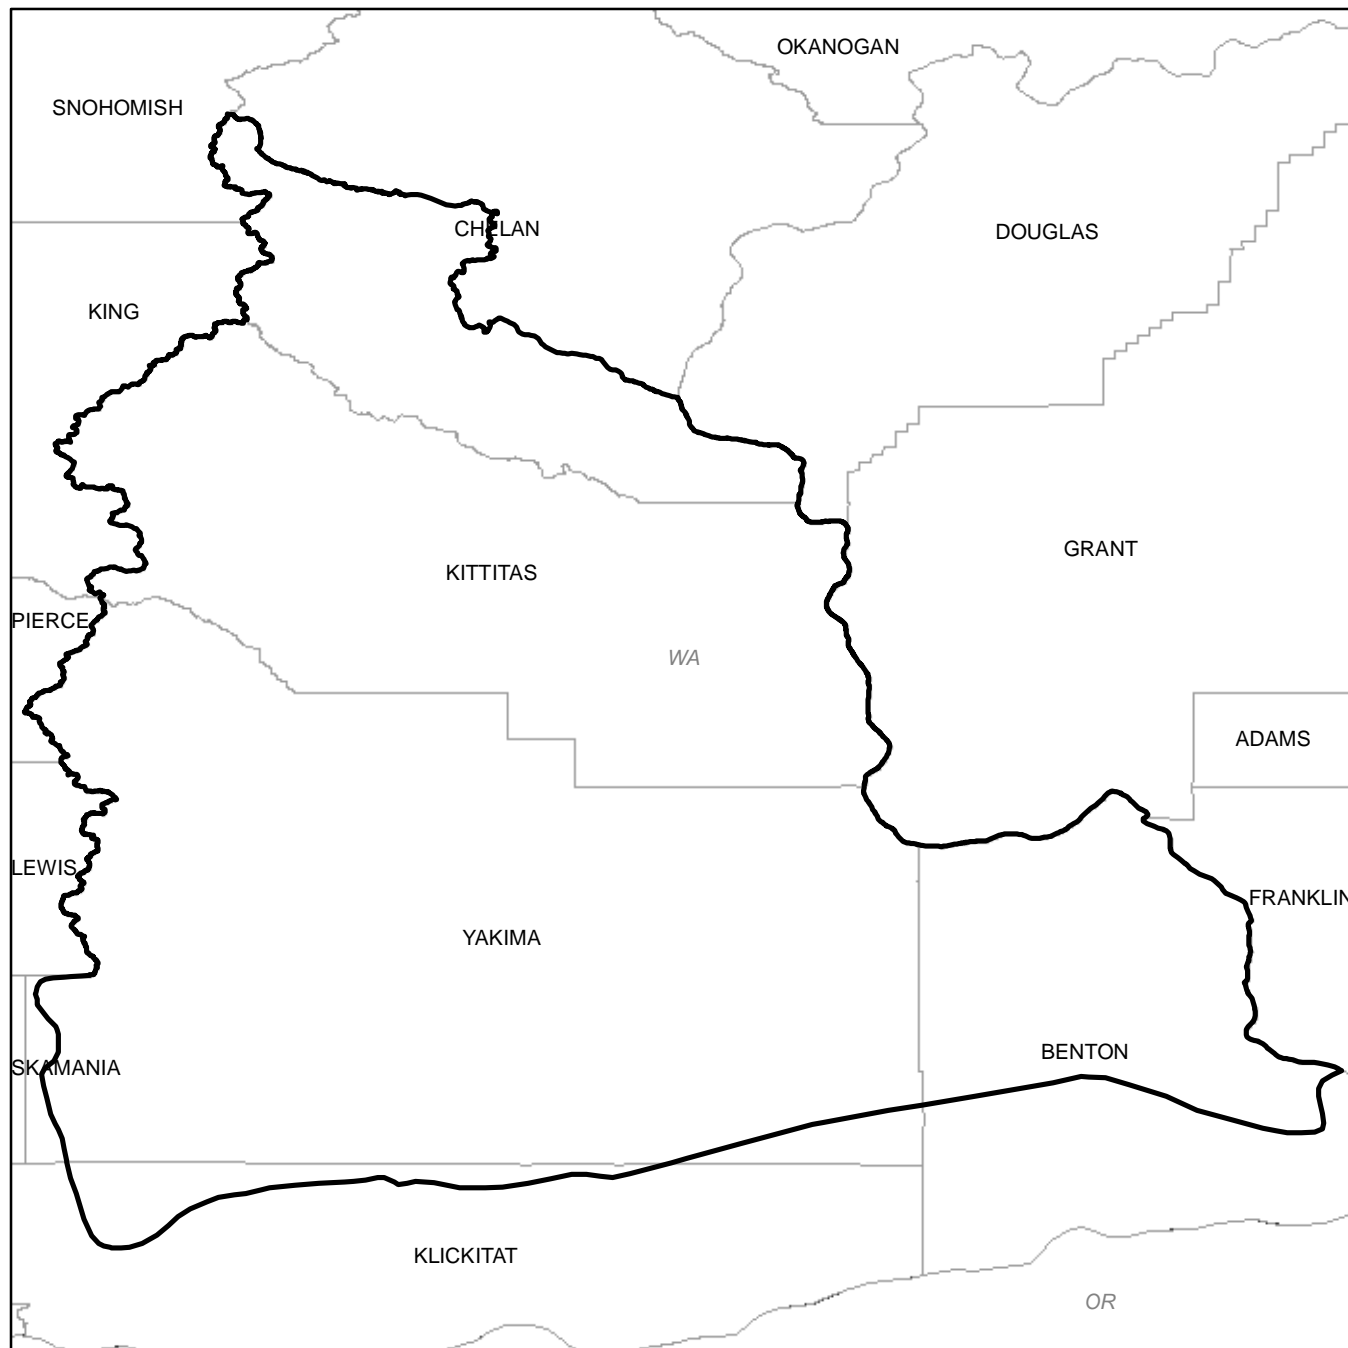 OKANOGAN
SNOHOMISH
CHELAN
DOUGLAS
KING
GRANT
KITTITAS
PIERCE
WA
ADAMS
LEWIS
FRANKLIN
YAKIMA
BENTON
SKAMANIA
KLICKITAT
OR